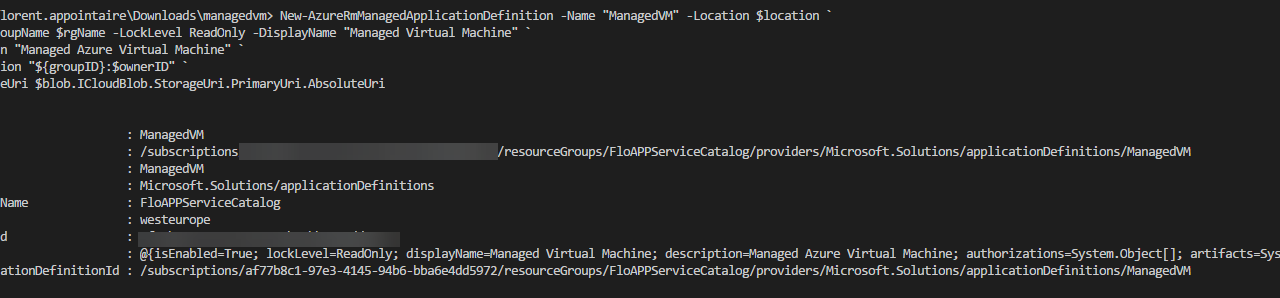 lorent.appointaire\Downloads\managedvm> New-AzureRmManagedApplicationDefinition -Name "ManagedVM" -Location $location `
oupName $rgName -LockLevel ReadOnly -DisplayName "Managed Virtual Machine" `
n "Managed Azure Virtual Machine" `
ion "${groupID}:$ownerID" `
eUri $blob.ICloudBlob.StorageUri.PrimaryUri.AbsoluteUri
: ManagedVM
: /subscriptions /resourceGroups/FloAPPServiceCatalog/providers/Microsoft.Solutions/applicationDefinitions/ManagedVM
: ManagedVM
: Microsoft.Solutions/applicationDefinitions
Name : FloAPPServiceCatalog
: westeurope
d :
: @{isEnabled=True; lockLevel=ReadOnly; displayName=Managed Virtual Machine; description=Managed Azure Virtual Machine; authorizations=System.Object[]; artifacts=Sys
ationDefinitionId : /subscriptions/af77b8c1-97e3-4145-94b6-bba6e4dd5972/resourceGroups/FloAPPServiceCatalog/providers/Microsoft.Solutions/applicationDefinitions/ManagedVM